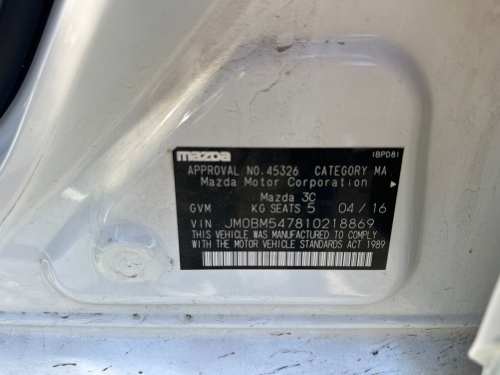 mazda
IBPD81
APPROVAL NO.45326 CATEGORY MA
Mazda Motor Corporation
Mazda 3C
GVM KG SEATS 5 04/16
VIN JM0BM547810218869
THIS VEHICLE WAS MANUFACTURED TO COMPLY
WITH THE MOTOR VEHICLE STANDARDS ACT 1989